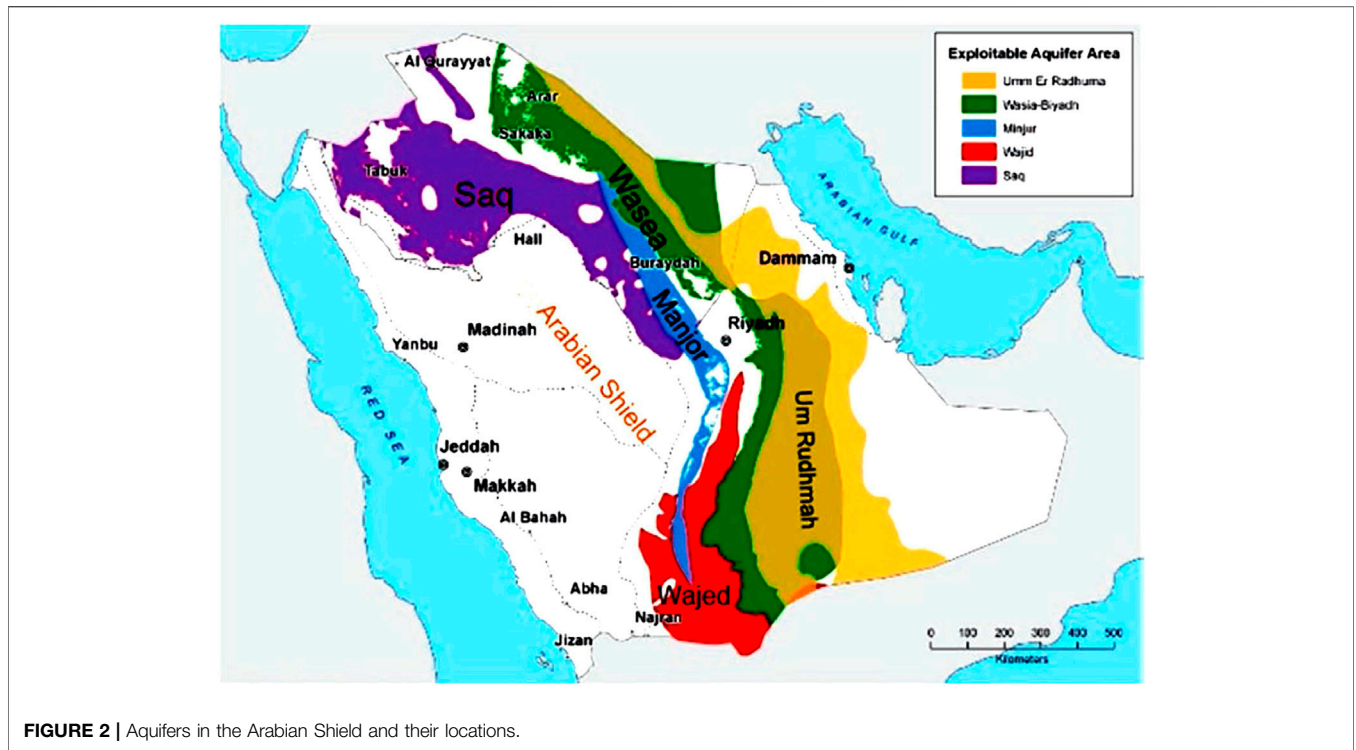 Exploitable Aquifer Area
Umm Er Radhuma
Wasia-Biyadh
Minjur
Wajid
Saq
Al Qurayyat
Arar
Sakaka
Tabuk
Saq
Wasea
Hail
Buraydah
Manjor
Dammam
ARABIAN GULF
Riyadh
Madinah
Yanbu
Arabian Shield
RED SEA
Um Rudhmah
Jeddah
Makkah
Al Bahah
Abha
Wajed
Najran
Jizan
0 100 200 300 400 500
Kilometers
FIGURE 2 | Aquifers in the Arabian Shield and their locations.